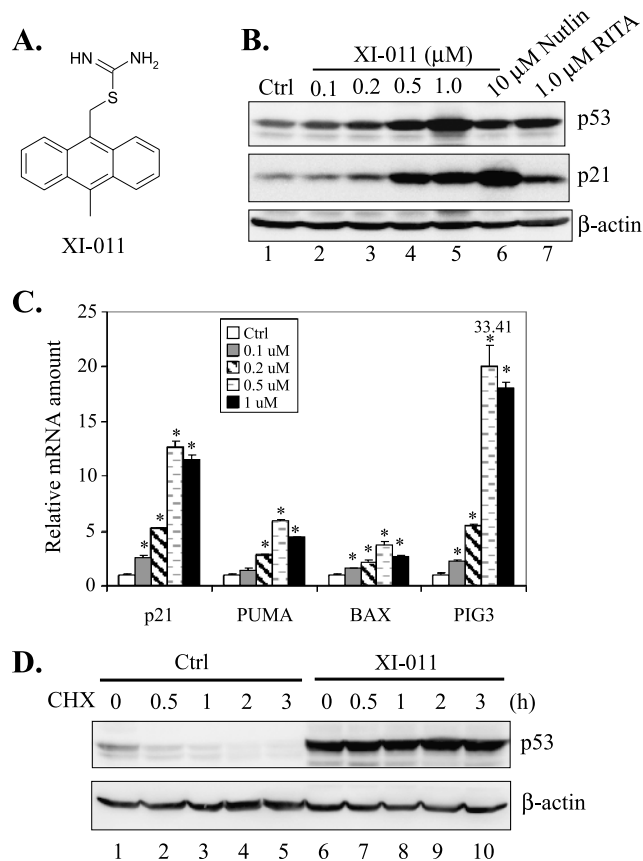 A.
NH
NH2
S
XI-011
B.
XI-011 (μM)
Ctrl 0.1 0.2 0.5 1.0 10 μM Nutlin 1.0 μM RITA
p53
p21
β-actin
1 2 3 4 5 6 7
C.
25
20
15
10
5
0
Relative mRNA amount
Ctrl
0.1 uM
0.2 uM
0.5 uM
1 uM
33.41
* * * *
* * *
* * * *
* * * *
p21 PUMA BAX PIG3
D.
Ctrl XI-011
CHX 0 0.5 1 2 3 0 0.5 1 2 3 (h)
p53
β-actin
1 2 3 4 5 6 7 8 9 10